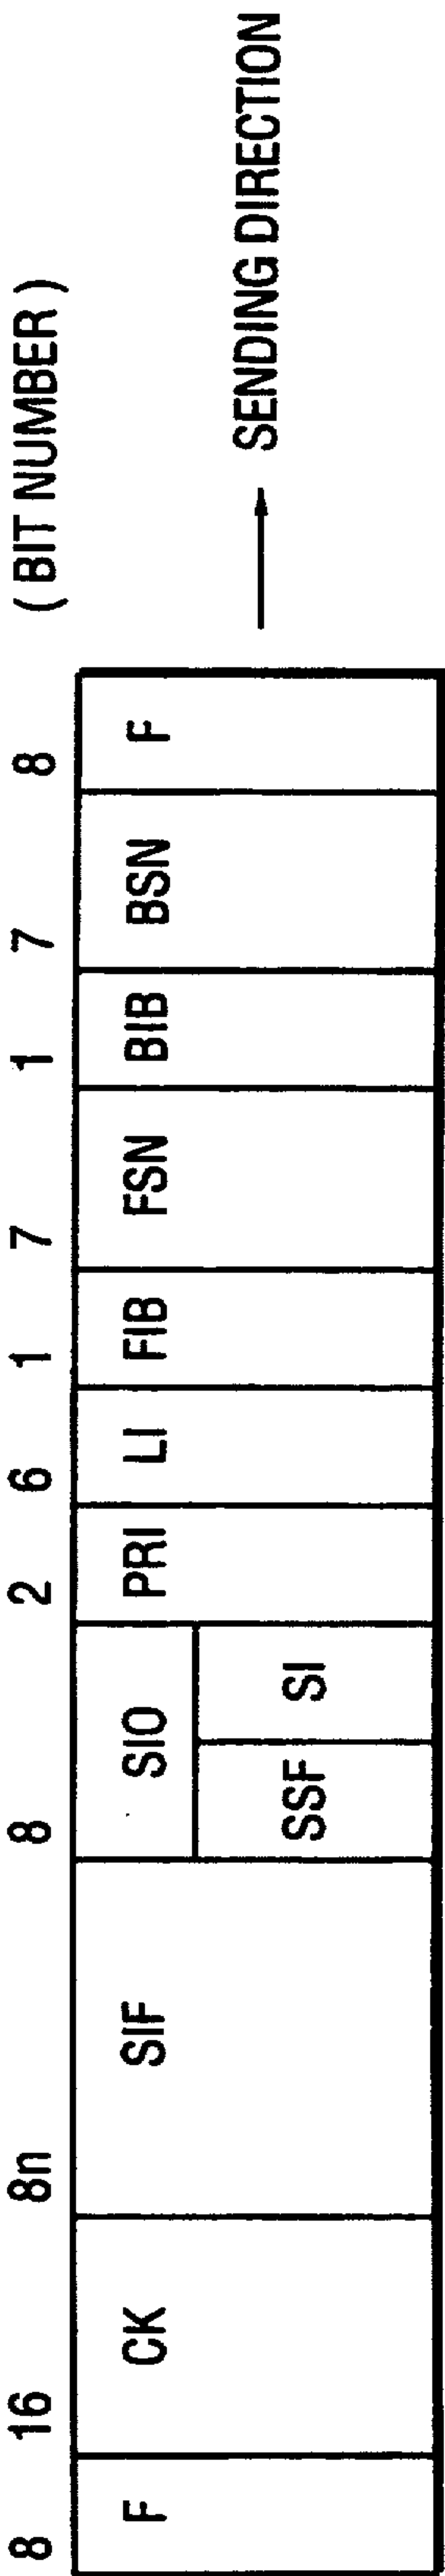 8 16 8n 8 2 6 1 7 1 7 8 ( BIT NUMBER )
F CK SIF SIO PRI LI FIB FSN BIB BSN F
SSF SI
SENDING DIRECTION